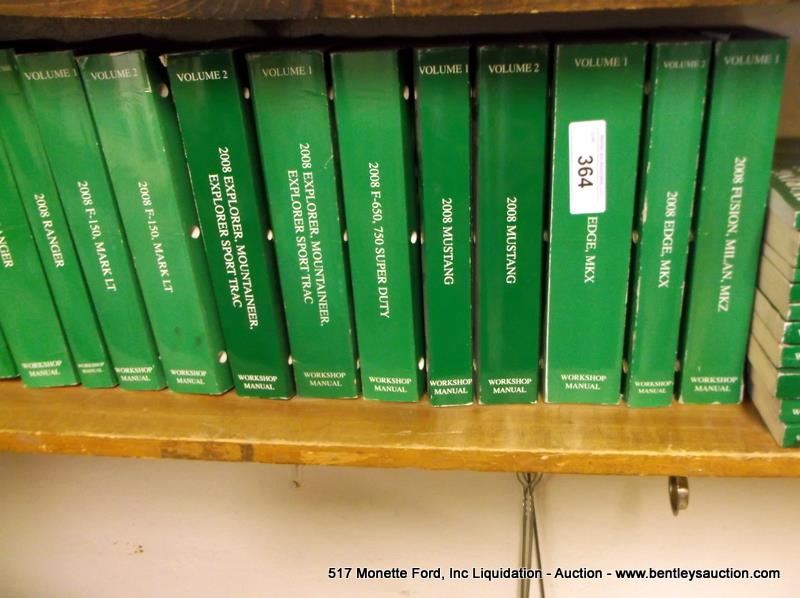 ANGER
WORKSHOP
MANUAL
VOLUME 1
2008 RANGER
WORKSHOP
MANUAL
VOLUME 2
2008 F-150, MARK LT
WORKSHOP
MANUAL
2008 F-150, MARK LT
WORKSHOP
MANUAL
VOLUME 2
2008 EXPLORER, MOUNTAINEER,
EXPLORER SPORT TRAC
WORKSHOP
MANUAL
VOLUME 1
2008 EXPLORER, MOUNTAINEER,
EXPLORER SPORT TRAC
WORKSHOP
MANUAL
2008 F-650, 750 SUPER DUTY
WORKSHOP
MANUAL
VOLUME 1
2008 MUSTANG
WORKSHOP
MANUAL
VOLUME 2
2008 MUSTANG
WORKSHOP
MANUAL
VOLUME 1
364
EDGE, MKX
WORKSHOP
MANUAL
VOLUME 2
2008 EDGE, MKX
WORKSHOP
MANUAL
VOLUME 1
2008 FUSION, MILAN, MKZ
WORKSHOP
MANUAL
517 Monette Ford, Inc Liquidation - Auction - www.bentleysauction.com